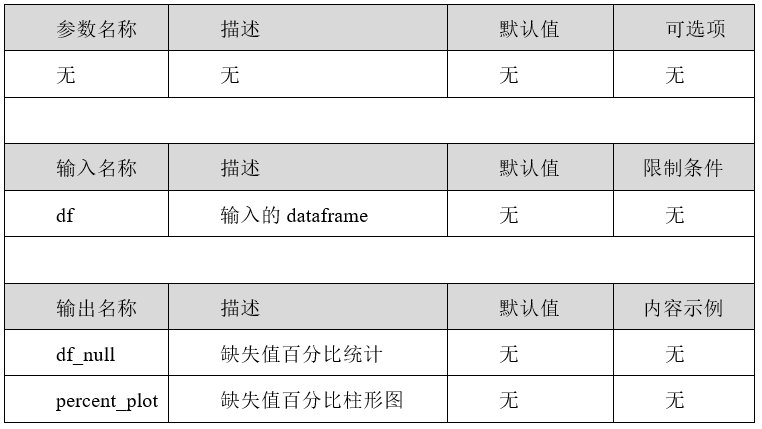 参数名称 描述 默认值 可选项
无 无 无 无
输入名称 描述 默认值 限制条件
df 输入的 dataframe 无 无
输出名称 描述 默认值 内容示例
df_null 缺失值百分比统计 无 无
percent_plot 缺失值百分比柱形图 无 无